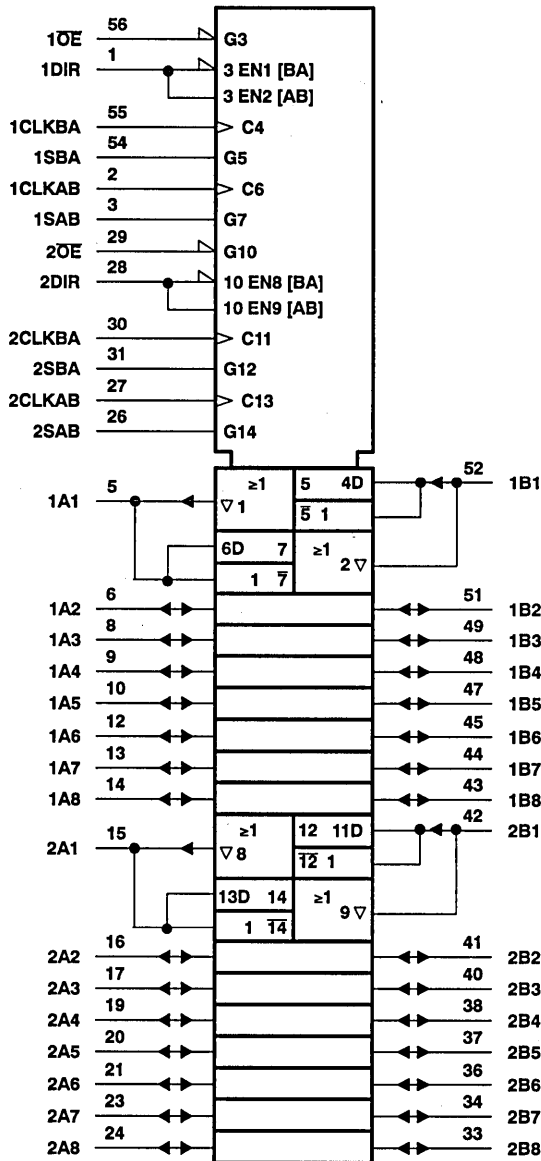 1O̅E̅ 56 G3
1DIR 1 3 EN1 [BA]
3 EN2 [AB]
1CLKBA 55 C4
1SBA 54 G5
1CLKAB 2 C6
1SAB 3 G7
2O̅E̅ 29 G10
2DIR 28 10 EN8 [BA]
10 EN9 [AB]
2CLKBA 30 C11
2SBA 31 G12
2CLKAB 27 C13
2SAB 26 G14
1A1 5 ≥1 ▽1 5 4D 52 1B1
5̅ 1
6D 7 ≥1 2▽
1 7̅
1A2 6 51 1B2
1A3 8 49 1B3
1A4 9 48 1B4
1A5 10 47 1B5
1A6 12 45 1B6
1A7 13 44 1B7
1A8 14 43 1B8
2A1 15 ≥1 ▽8 12 11D 42 2B1
1̅2̅ 1
13D 14 ≥1 9▽
1 1̅4̅
2A2 16 41 2B2
2A3 17 40 2B3
2A4 19 38 2B4
2A5 20 37 2B5
2A6 21 36 2B6
2A7 23 34 2B7
2A8 24 33 2B8